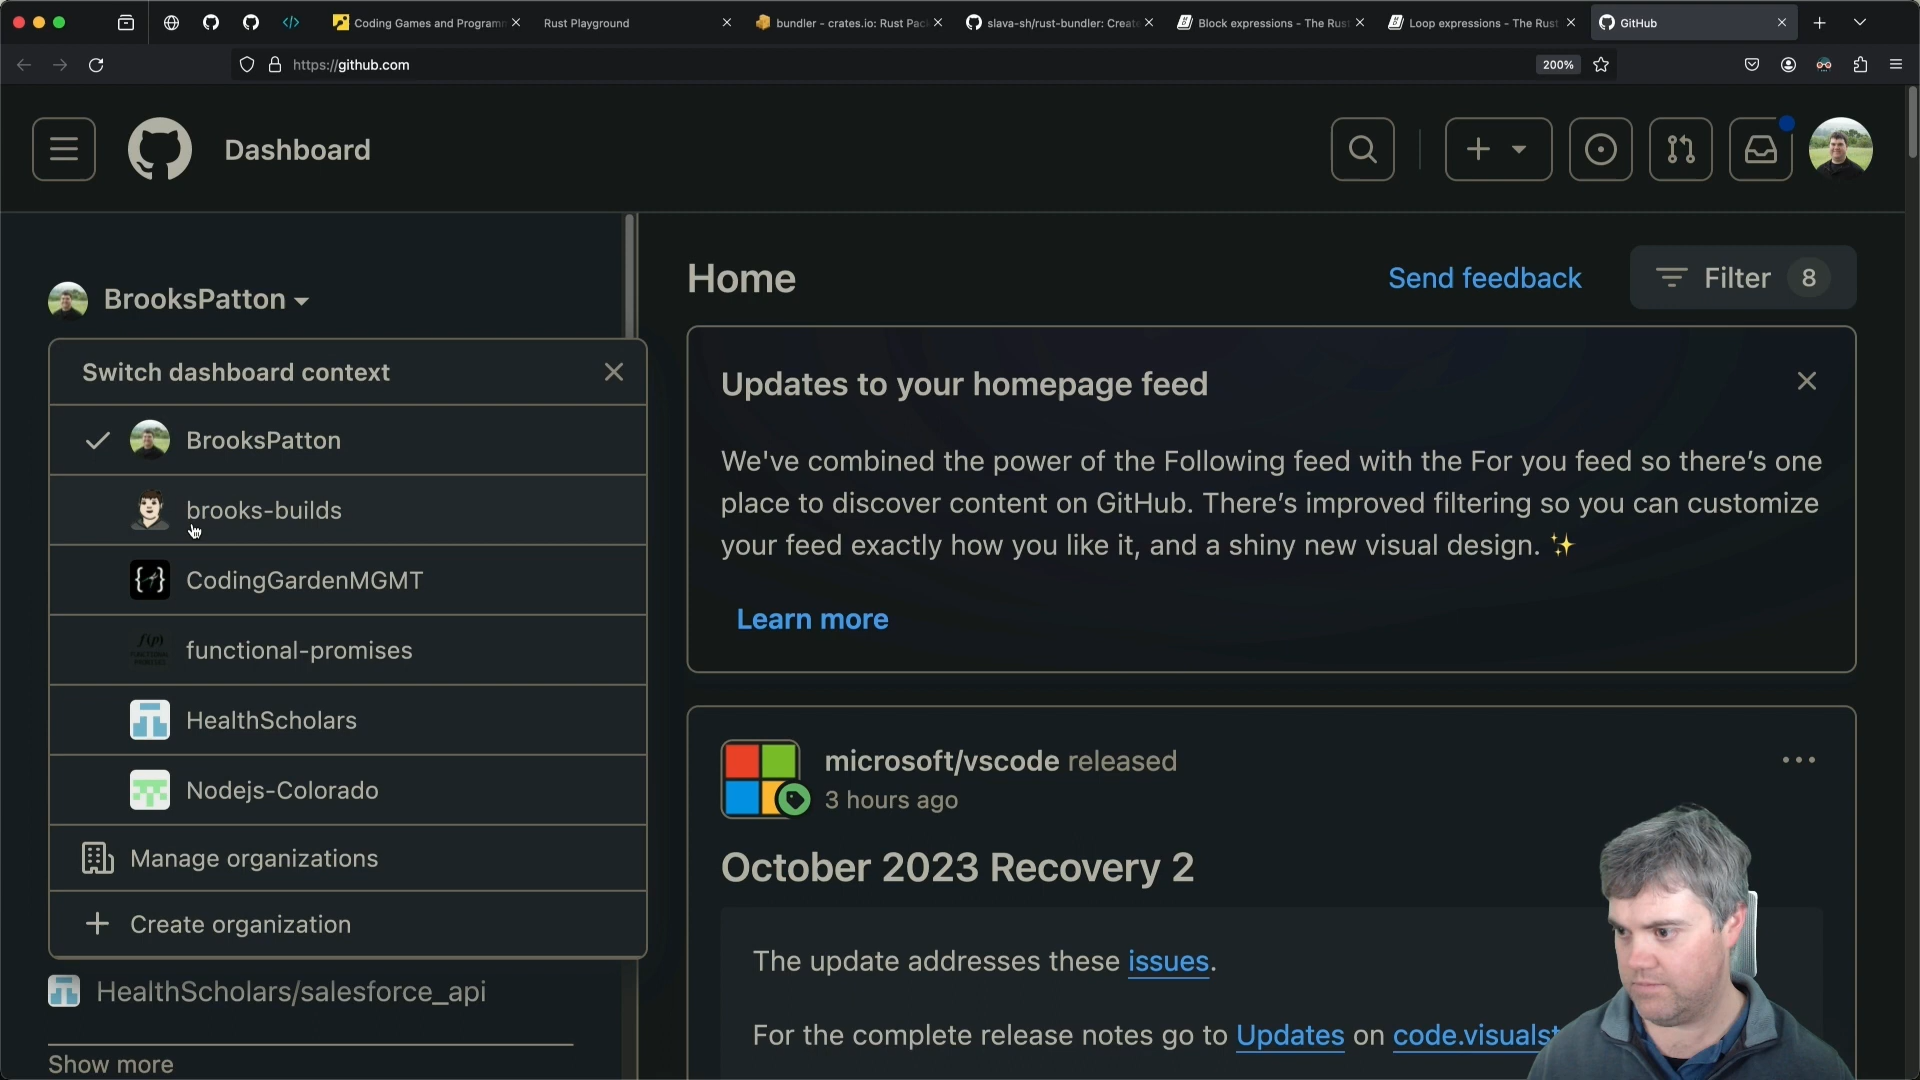 Coding Games and Programm
Rust Playground
bundler - crates.io: Rust Pac
slava-sh/rust-bundler: Create
Block expressions - The Rust
Loop expressions - The Rust
GitHub
https://github.com
200%
Dashboard
BrooksPatton
Switch dashboard context
BrooksPatton
brooks-builds
CodingGardenMGMT
functional-promises
HealthScholars
Nodejs-Colorado
Manage organizations
Create organization
HealthScholars/salesforce_api
Show more
Home
Send feedback
Filter 8
Updates to your homepage feed
We've combined the power of the Following feed with the For you feed so there's one
place to discover content on GitHub. There's improved filtering so you can customize
your feed exactly how you like it, and a shiny new visual design. ✨
Learn more
microsoft/vscode released
3 hours ago
October 2023 Recovery 2
The update addresses these issues.
For the complete release notes go to Updates on code.visualst